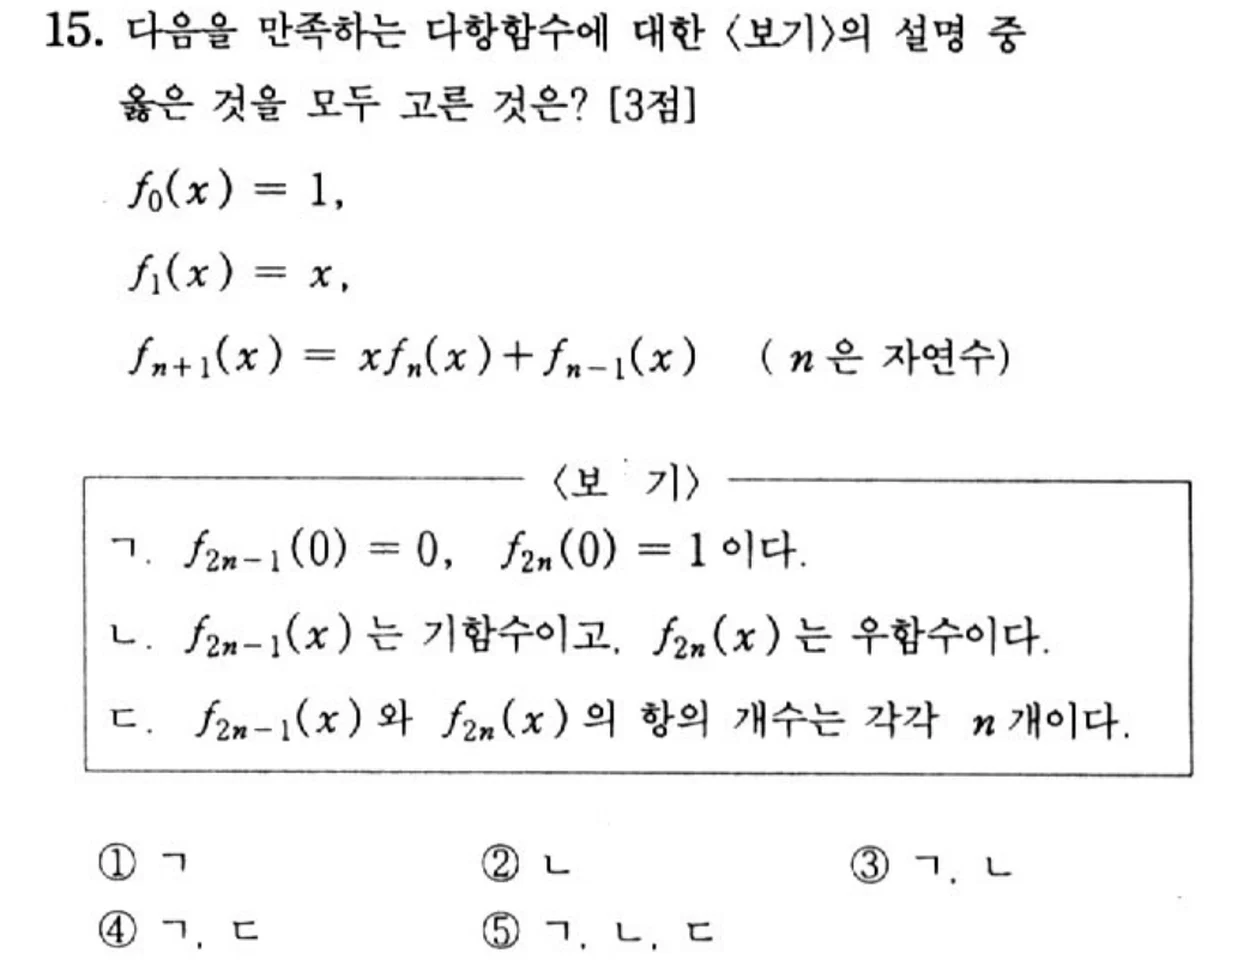 15. 다음을 만족하는 다항함수에 대한 〈보기〉의 설명 중
옳은 것을 모두 고른 것은? [3점]
f₀(x) = 1,
f₁(x) = x,
fₙ₊₁(x) = xfₙ(x)+fₙ₋₁(x) ( n은 자연수)
〈보 기〉
ㄱ. f₂ₙ₋₁(0) = 0, f₂ₙ(0) = 1이다.
ㄴ. f₂ₙ₋₁(x)는 기함수이고, f₂ₙ(x)는 우함수이다.
ㄷ. f₂ₙ₋₁(x)와 f₂ₙ(x)의 항의 개수는 각각 n개이다.
① ㄱ ② ㄴ ③ ㄱ, ㄴ
④ ㄱ, ㄷ ⑤ ㄱ, ㄴ, ㄷ